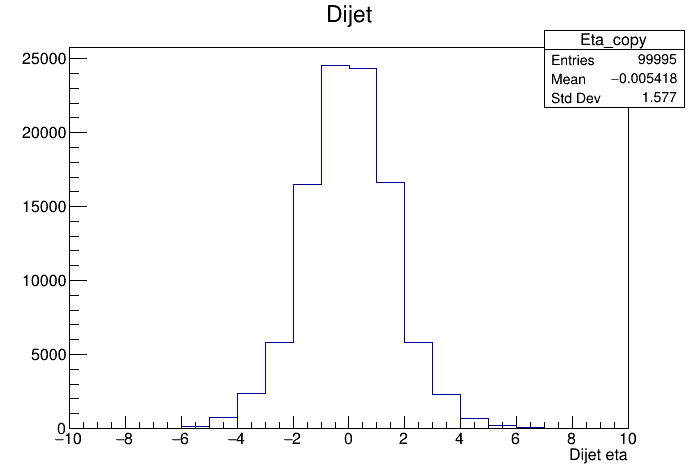 Dijet
Eta_copy
Entries 99995
Mean −0.005418
Std Dev 1.577
25000
20000
15000
10000
5000
0
−10 −8 −6 −4 −2 0 2 4 6 8 10
Dijet eta